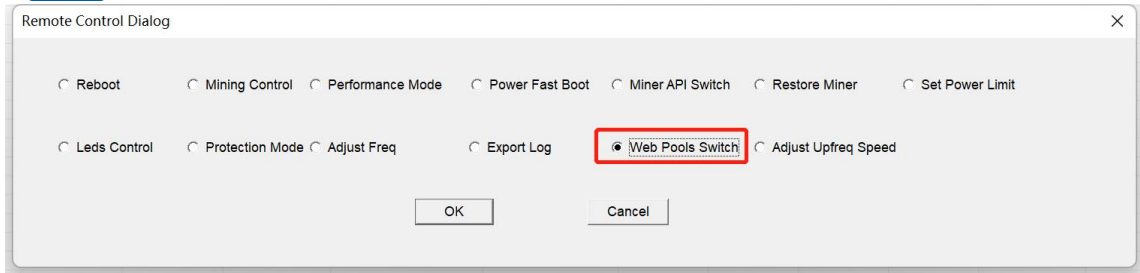 Remote Control Dialog
Reboot Mining Control Performance Mode Power Fast Boot Miner API Switch Restore Miner Set Power Limit
Leds Control Protection Mode Adjust Freq Export Log Web Pools Switch Adjust Upfreq Speed
OK Cancel